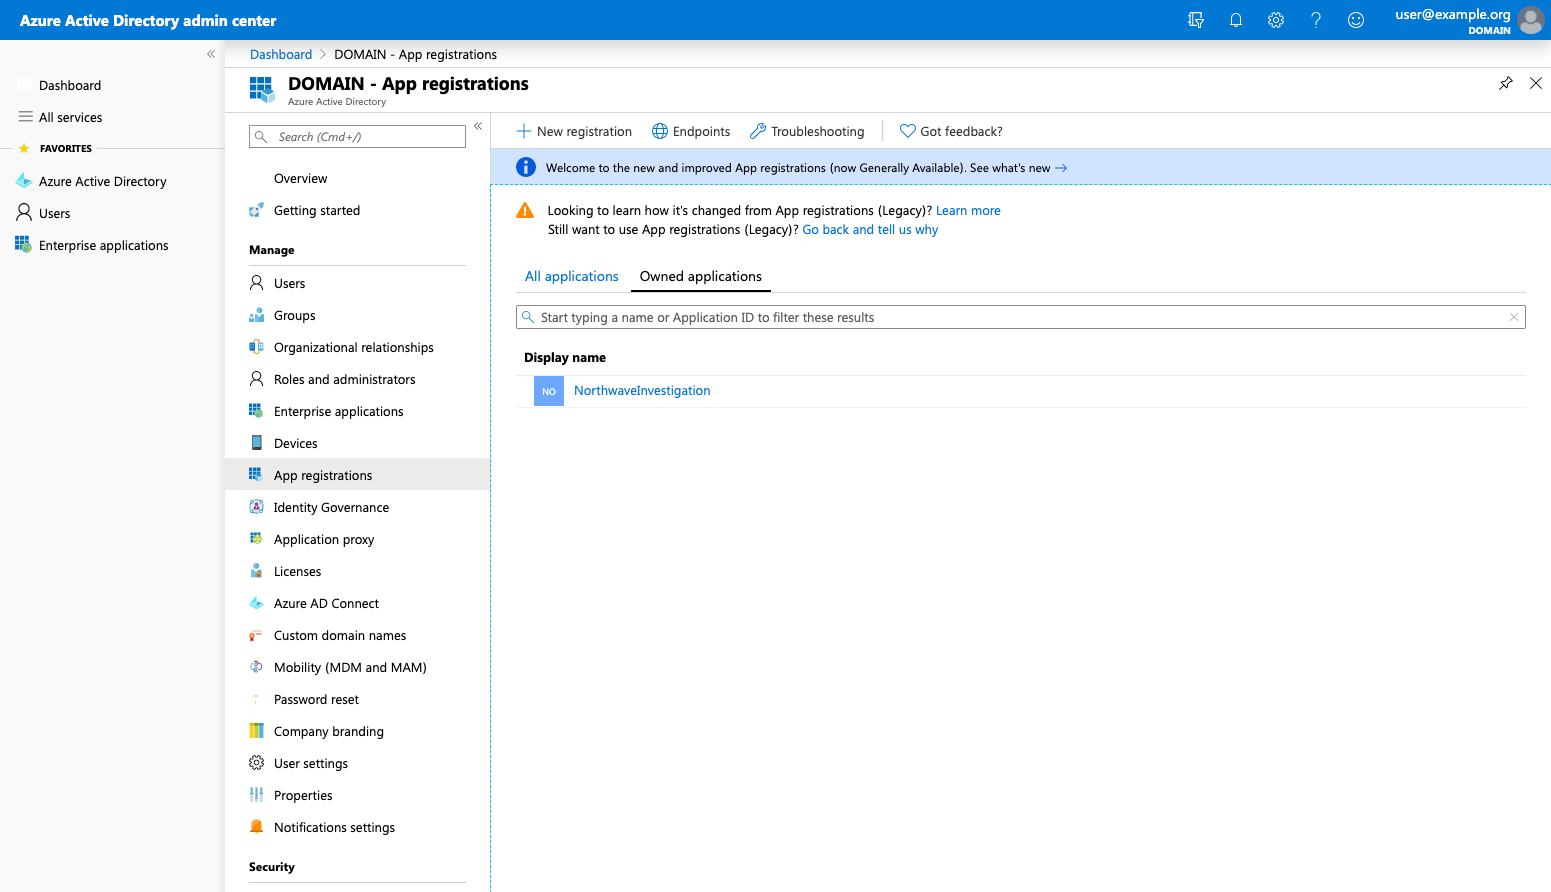 Azure Active Directory admin center
user@example.org
DOMAIN
Dashboard
All services
FAVORITES
Azure Active Directory
Users
Enterprise applications
Dashboard > DOMAIN - App registrations
DOMAIN - App registrations
Azure Active Directory
Search (Cmd+/)
Overview
Getting started
Manage
Users
Groups
Organizational relationships
Roles and administrators
Enterprise applications
Devices
App registrations
Identity Governance
Application proxy
Licenses
Azure AD Connect
Custom domain names
Mobility (MDM and MAM)
Password reset
Company branding
User settings
Properties
Notifications settings
Security
New registration Endpoints Troubleshooting Got feedback?
Welcome to the new and improved App registrations (now Generally Available). See what's new →
Looking to learn how it's changed from App registrations (Legacy)? Learn more
Still want to use App registrations (Legacy)? Go back and tell us why
All applications Owned applications
Start typing a name or Application ID to filter these results
Display name
NO NorthwaveInvestigation